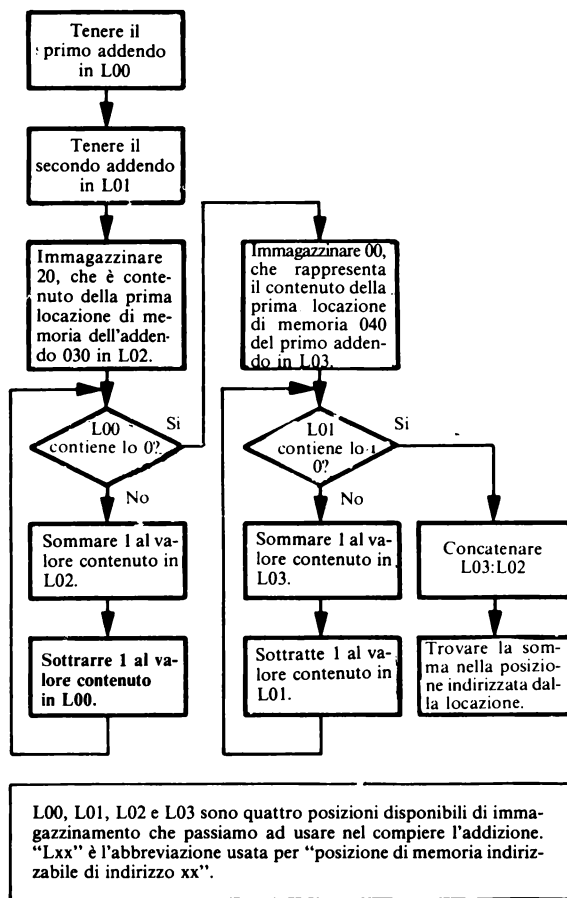 Tenere il
primo addendo
in L00
Tenere il
secondo addendo
in L01
Immagazzinare
20, che è conte-
nuto della prima
locazione di me-
moria dell'adden-
do 030 in L02.
L00
contiene lo 0?
Si
No
Sommare 1 al va-
lore contenuto in
L02.
Sottrarre 1 al va-
lore contenuto
in L00.
Immagazzinare 00,
che rappresenta
il contenuto della
prima locazione
di memoria 040
del primo adden-
do in L03.
L01
contiene lo
0?
Si
No
Sommare 1 al va-
lore contenuto in
L03.
Sottratte 1 al va-
lore contenuto in
L01.
Concatenare
L03:L02
Trovare la som-
ma nella posizio-
ne indirizzata dal-
la locazione.
L00, L01, L02 e L03 sono quattro posizioni disponibili di imma-
gazzinamento che passiamo ad usare nel compiere l'addizione.
“Lxx” è l'abbreviazione usata per “posizione di memoria indiriz-
zabile di indirizzo xx”.